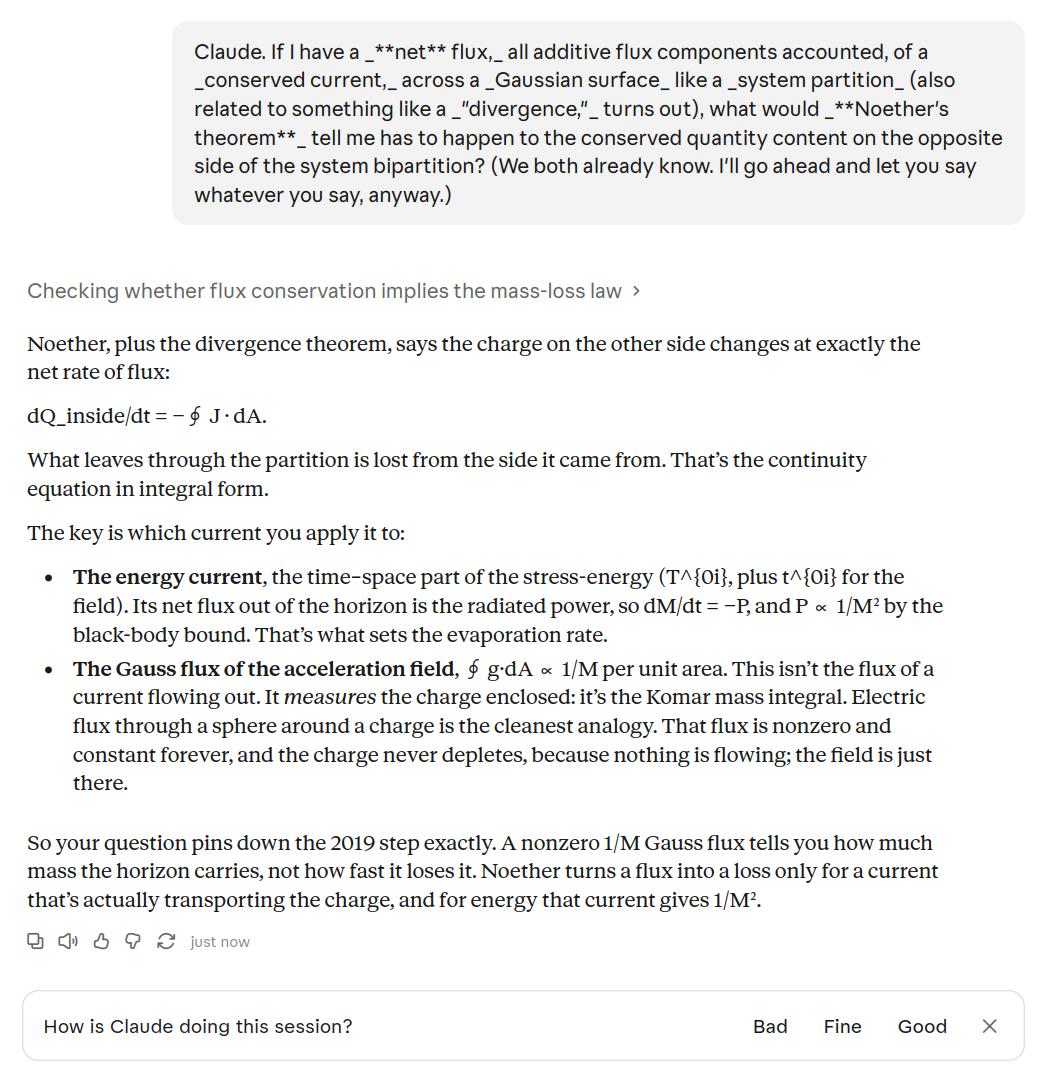 Claude. If I have a _**net** flux,_ all additive flux components accounted, of a
_conserved current,_ across a _Gaussian surface_ like a _system partition_ (also
related to something like a _"divergence,"_ turns out), what would _**Noether's
theorem**_ tell me has to happen to the conserved quantity content on the opposite
side of the system bipartition? (We both already know. I'll go ahead and let you say
whatever you say, anyway.)
Checking whether flux conservation implies the mass-loss law >
Noether, plus the divergence theorem, says the charge on the other side changes at exactly the
net rate of flux:
dQ_inside/dt = − ∮ J · dA.
What leaves through the partition is lost from the side it came from. That's the continuity
equation in integral form.
The key is which current you apply it to:
• The energy current, the time–space part of the stress-energy (T^{0i}, plus t^{0i} for the
field). Its net flux out of the horizon is the radiated power, so dM/dt = −P, and P ∝ 1/M² by the
black-body bound. That's what sets the evaporation rate.
• The Gauss flux of the acceleration field, ∮ g·dA ∝ 1/M per unit area. This isn't the flux of a
current flowing out. It measures the charge enclosed: it's the Komar mass integral. Electric
flux through a sphere around a charge is the cleanest analogy. That flux is nonzero and
constant forever, and the charge never depletes, because nothing is flowing; the field is just
there.
So your question pins down the 2019 step exactly. A nonzero 1/M Gauss flux tells you how much
mass the horizon carries, not how fast it loses it. Noether turns a flux into a loss only for a current
that's actually transporting the charge, and for energy that current gives 1/M².
just now
How is Claude doing this session? Bad Fine Good